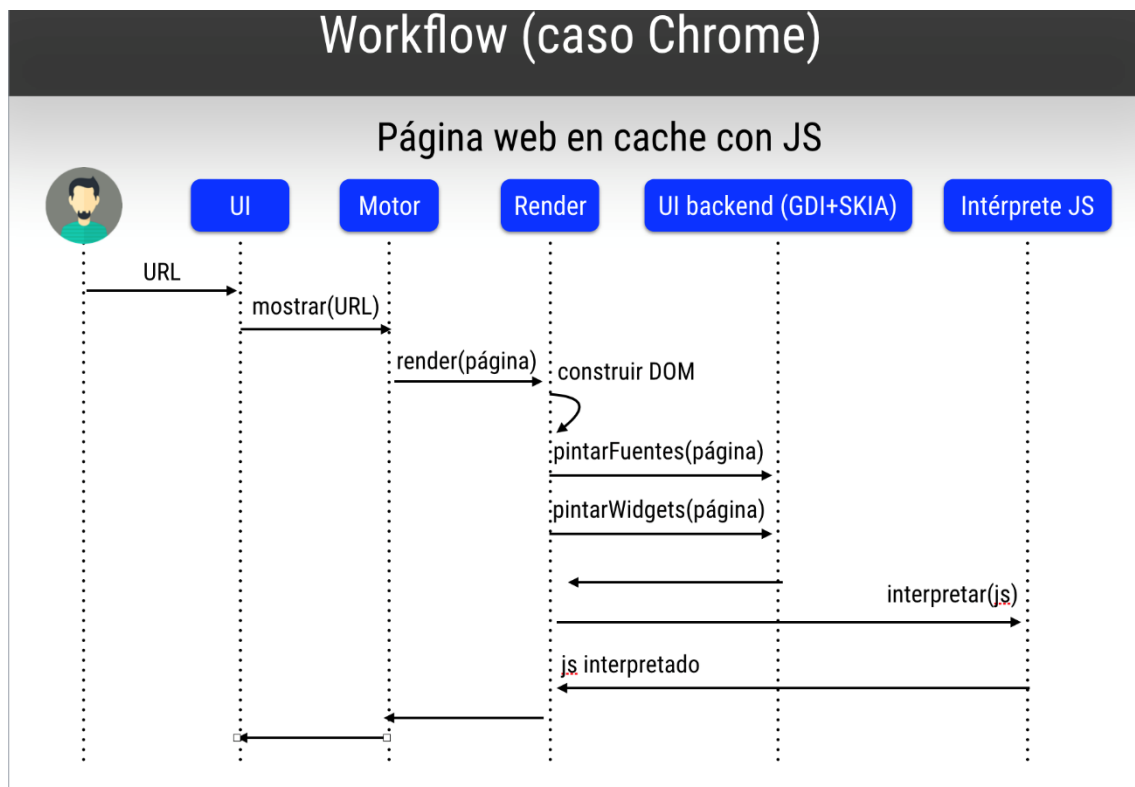 Workflow (caso Chrome)
Página web en cache con JS
UI
Motor
Render
UI backend (GDI+SKIA)
Intérprete JS
URL
mostrar(URL)
render(página)
construir DOM
pintarFuentes(página)
pintarWidgets(página)
interpretar(js)
js interpretado